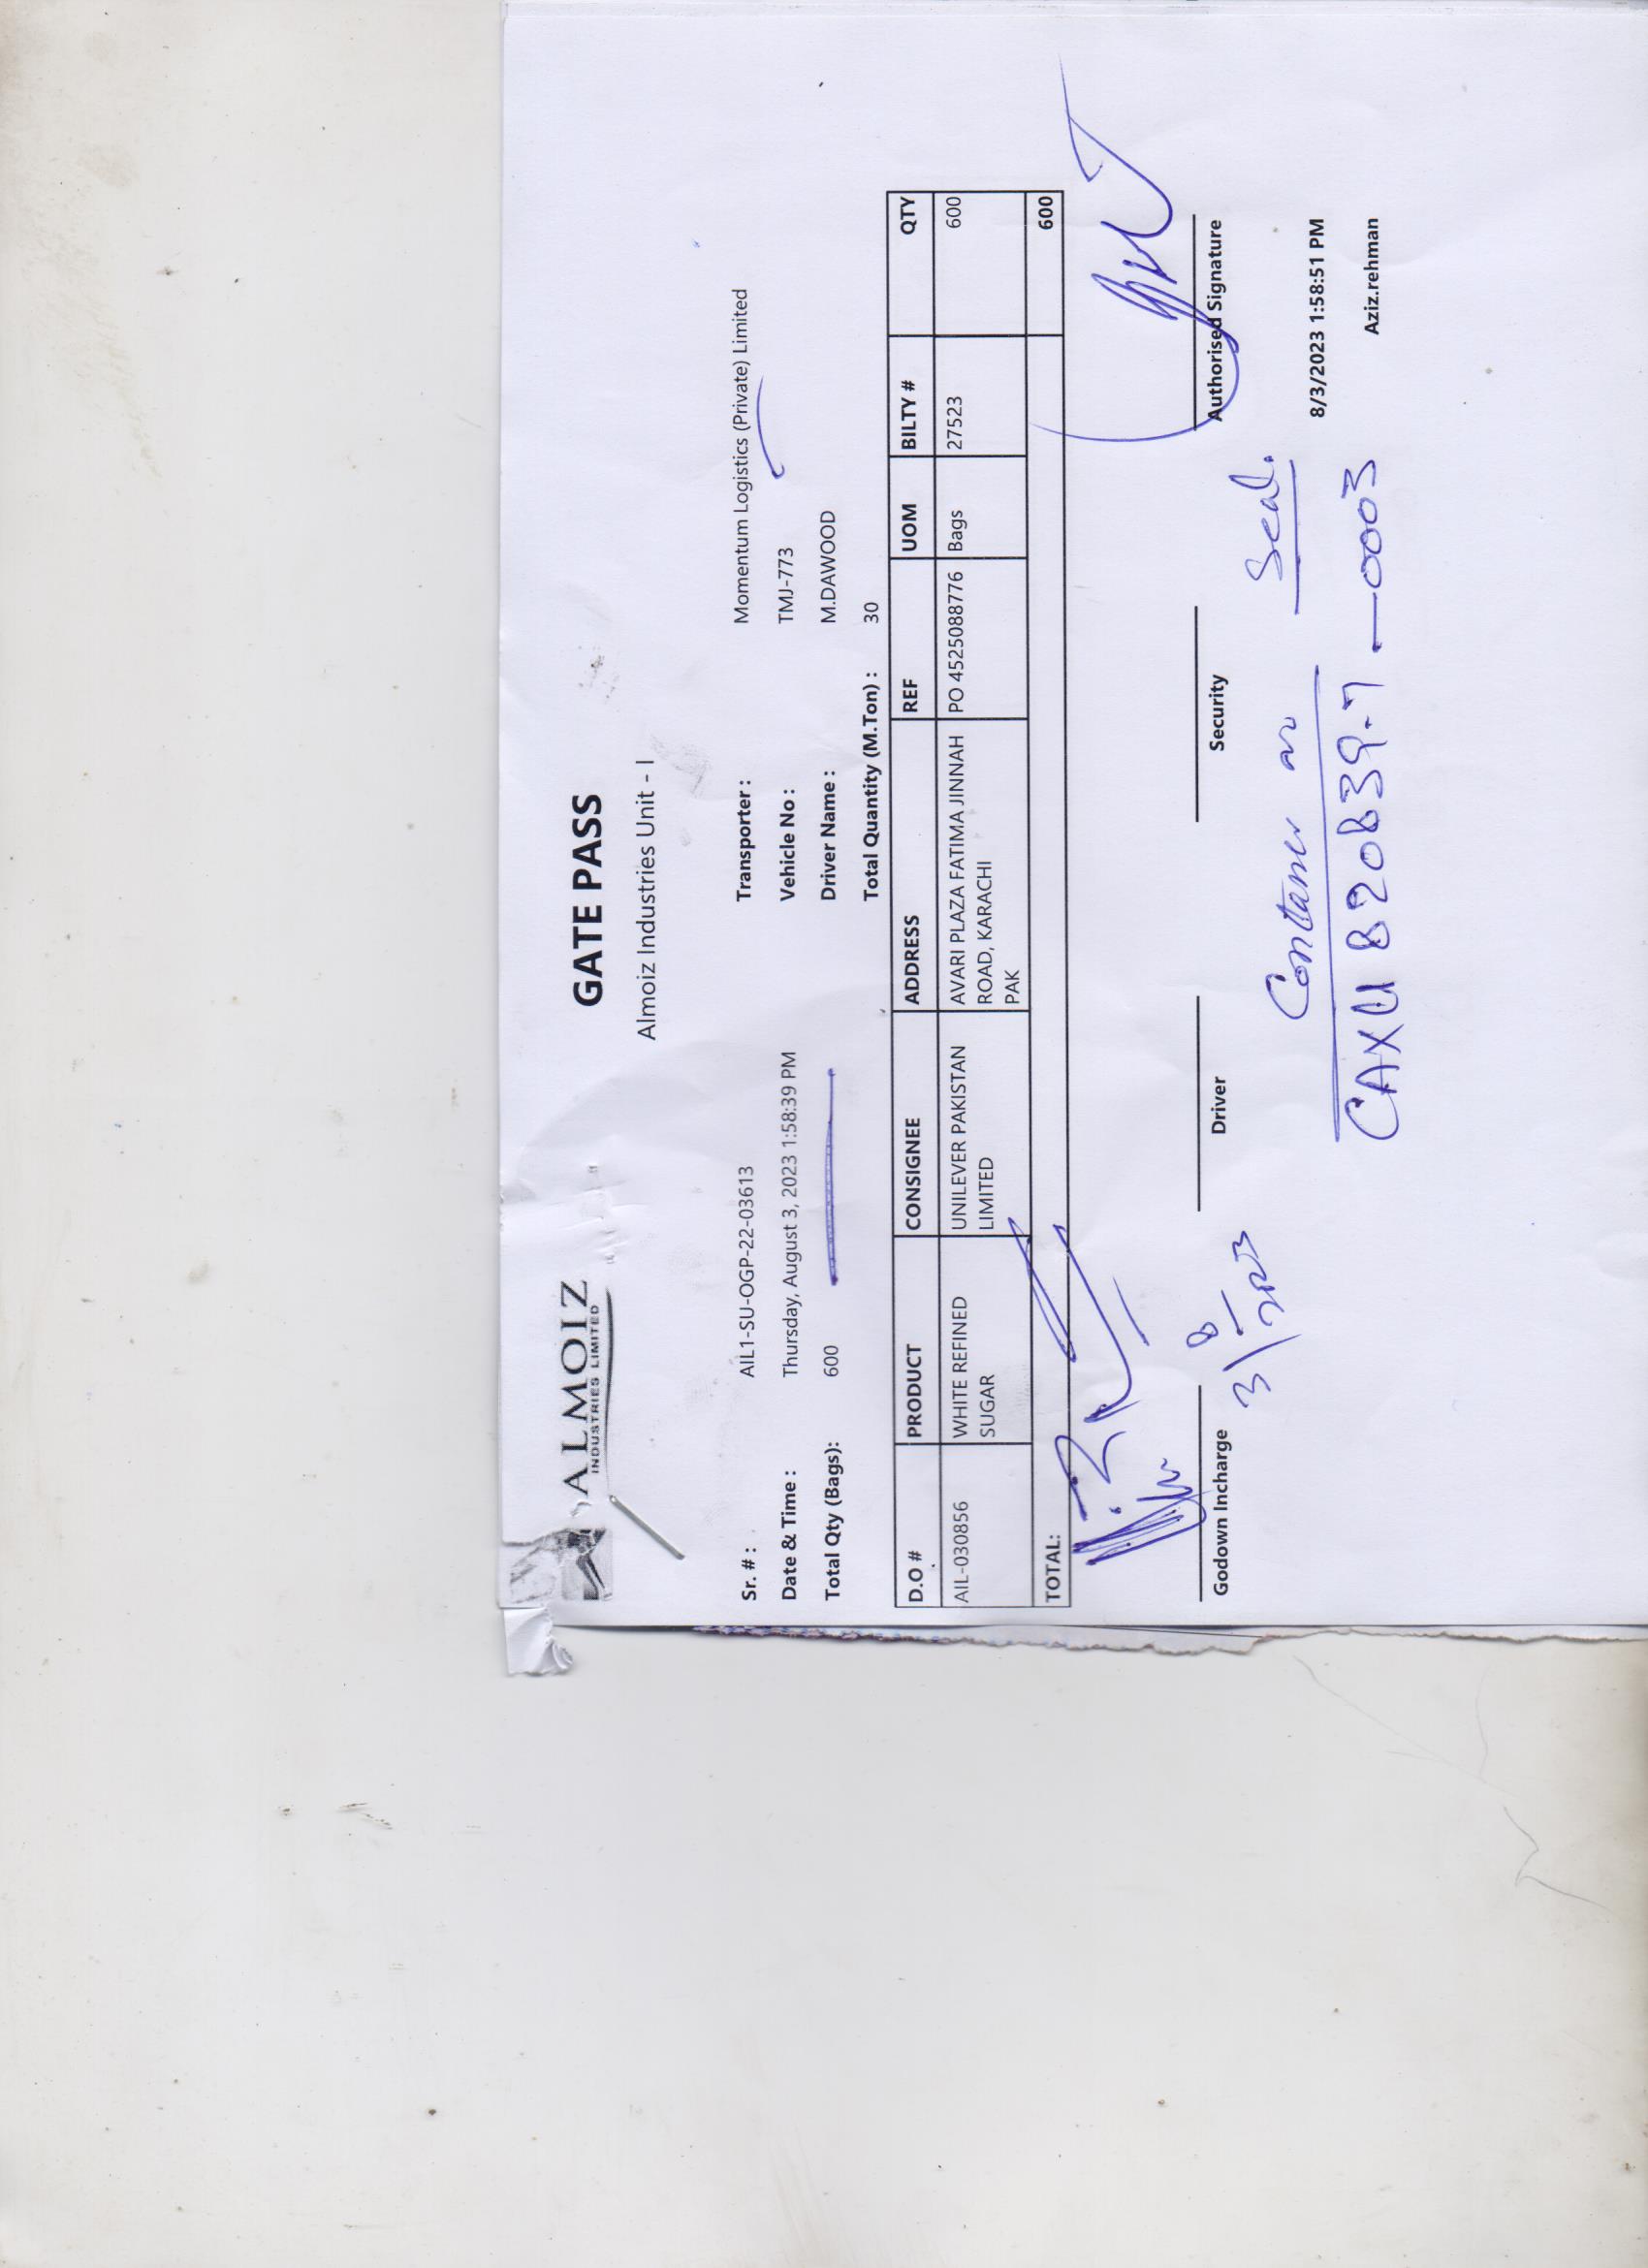 ALMOIZ
INDUSTRIES LIMITED
GATE PASS
Almoiz Industries Unit - I
Sr. # : AIL1-SU-OGP-22-03613 Transporter : Momentum Logistics (Private) Limited
Date & Time : Thursday, August 3, 2023 1:58:39 PM Vehicle No : TMJ-773
Total Qty (Bags): 600 Driver Name : M.DAWOOD
Total Quantity (M.Ton) : 30
D.O # PRODUCT CONSIGNEE ADDRESS REF UOM BILTY # QTY
AIL-030856 WHITE REFINED UNILEVER PAKISTAN AVARI PLAZA FATIMA JINNAH PO 4525088776 Bags 27523 600
SUGAR LIMITED ROAD, KARACHI
PAK
TOTAL: 600
Godown Incharge Driver Security Authorised Signature
3/8/2023
Container no Seal.
8/3/2023 1:58:51 PM
CAXU 820839-7 — 0003
Aziz.rehman